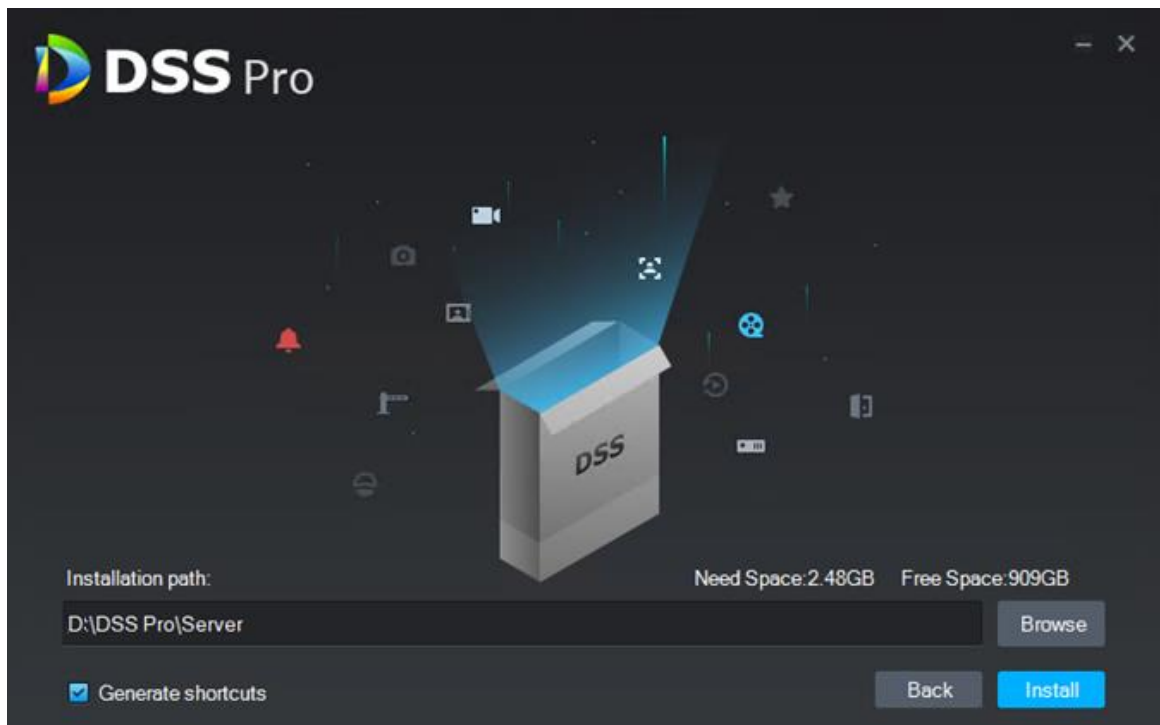 DSS Pro
DSS
Installation path:
Need Space:2.48GB Free Space:909GB
D:\DSS Pro\Server
Browse
Generate shortcuts
Back
Install